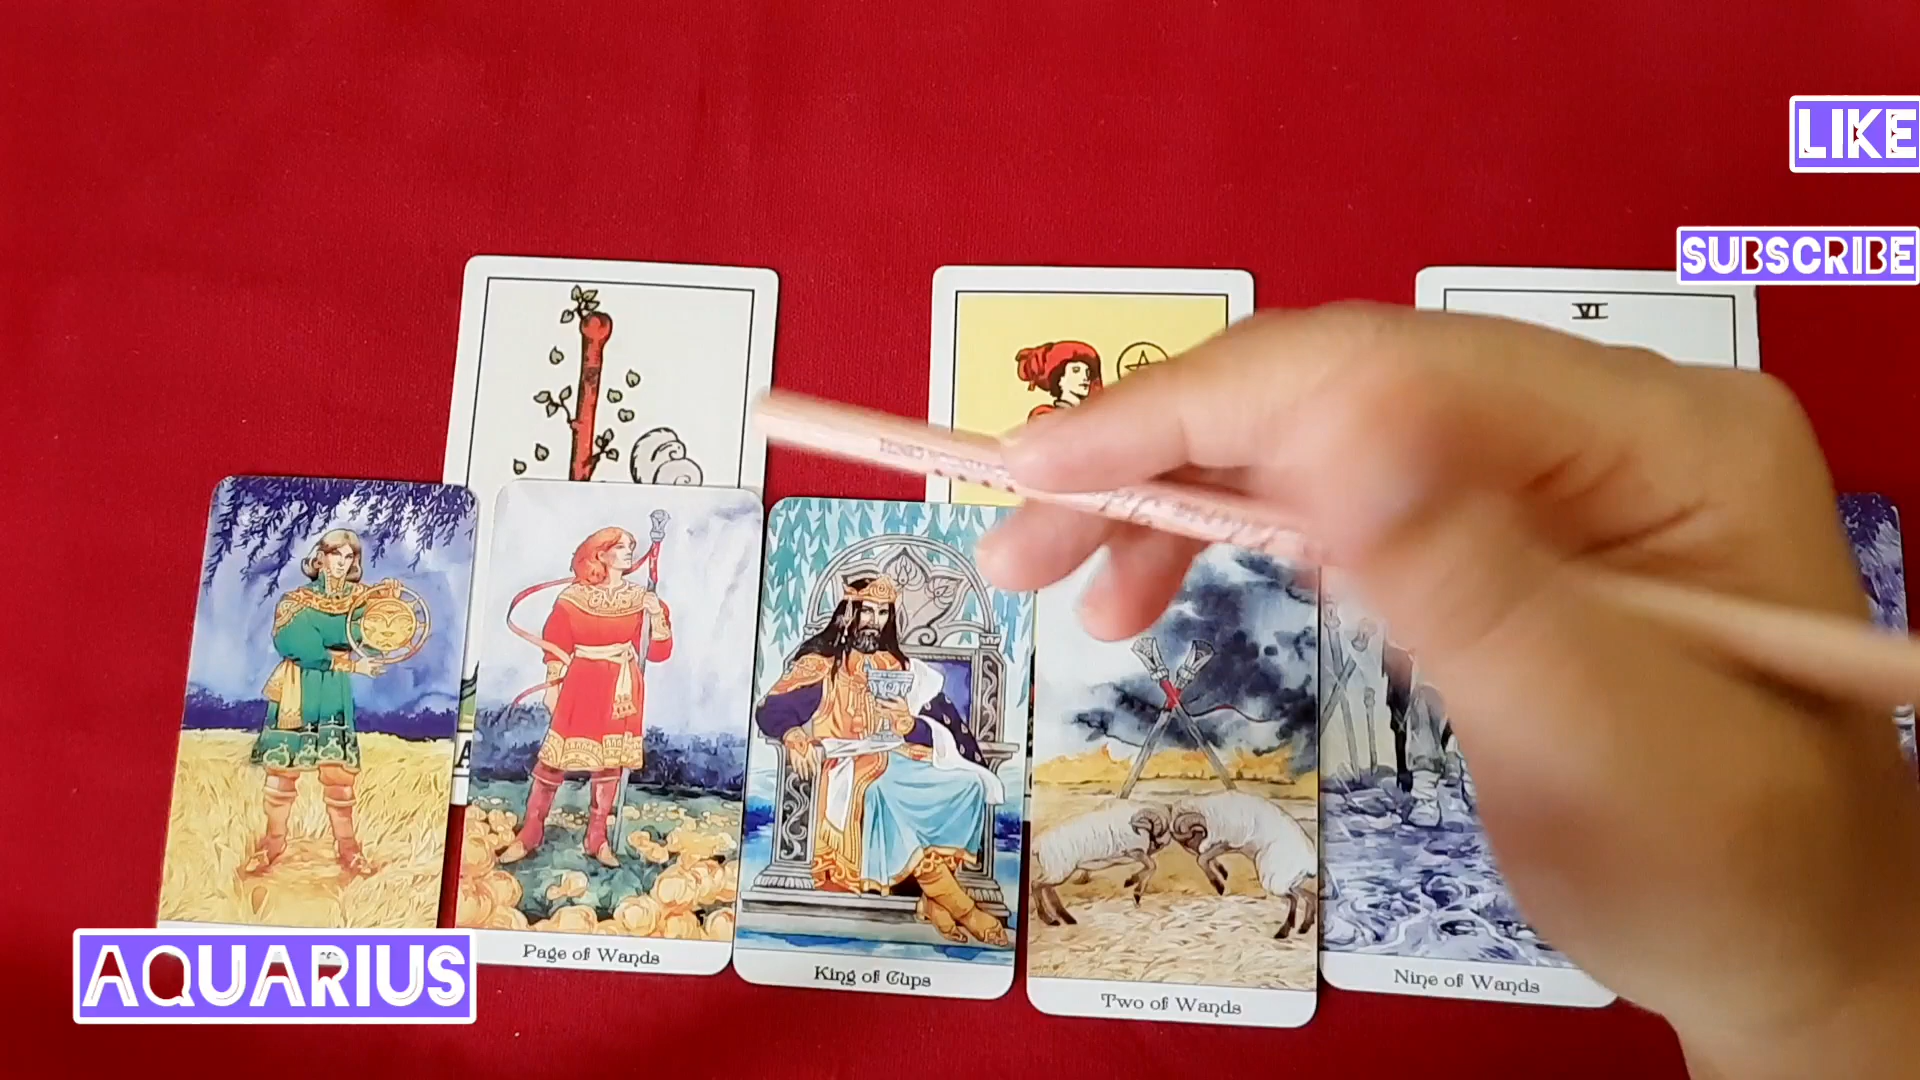 LIKE
SUBSCRIBE
VI
AQUARIUS
Page of Wands
King of Cups
Two of Wands
Nine of Wands